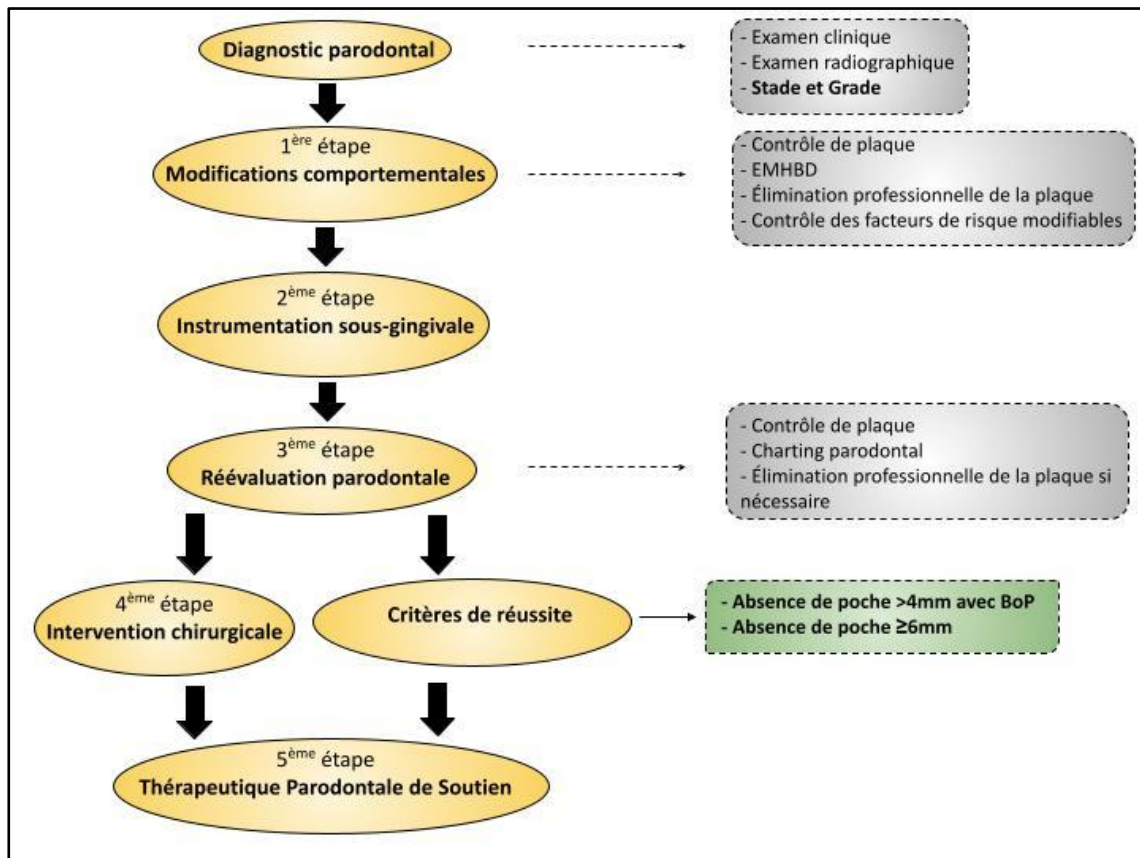 Diagnostic parodontal
- Examen clinique
- Examen radiographique
- Stade et Grade
1ère étape
Modifications comportementales
- Contrôle de plaque
- EMHBD
- Élimination professionnelle de la plaque
- Contrôle des facteurs de risque modifiables
2ème étape
Instrumentation sous-gingivale
3ème étape
Réévaluation parodontale
- Contrôle de plaque
- Charting parodontal
- Élimination professionnelle de la plaque si
nécessaire
4ème étape
Intervention chirurgicale
Critères de réussite
- Absence de poche >4mm avec BoP
- Absence de poche ≥6mm
5ème étape
Thérapeutique Parodontale de Soutien